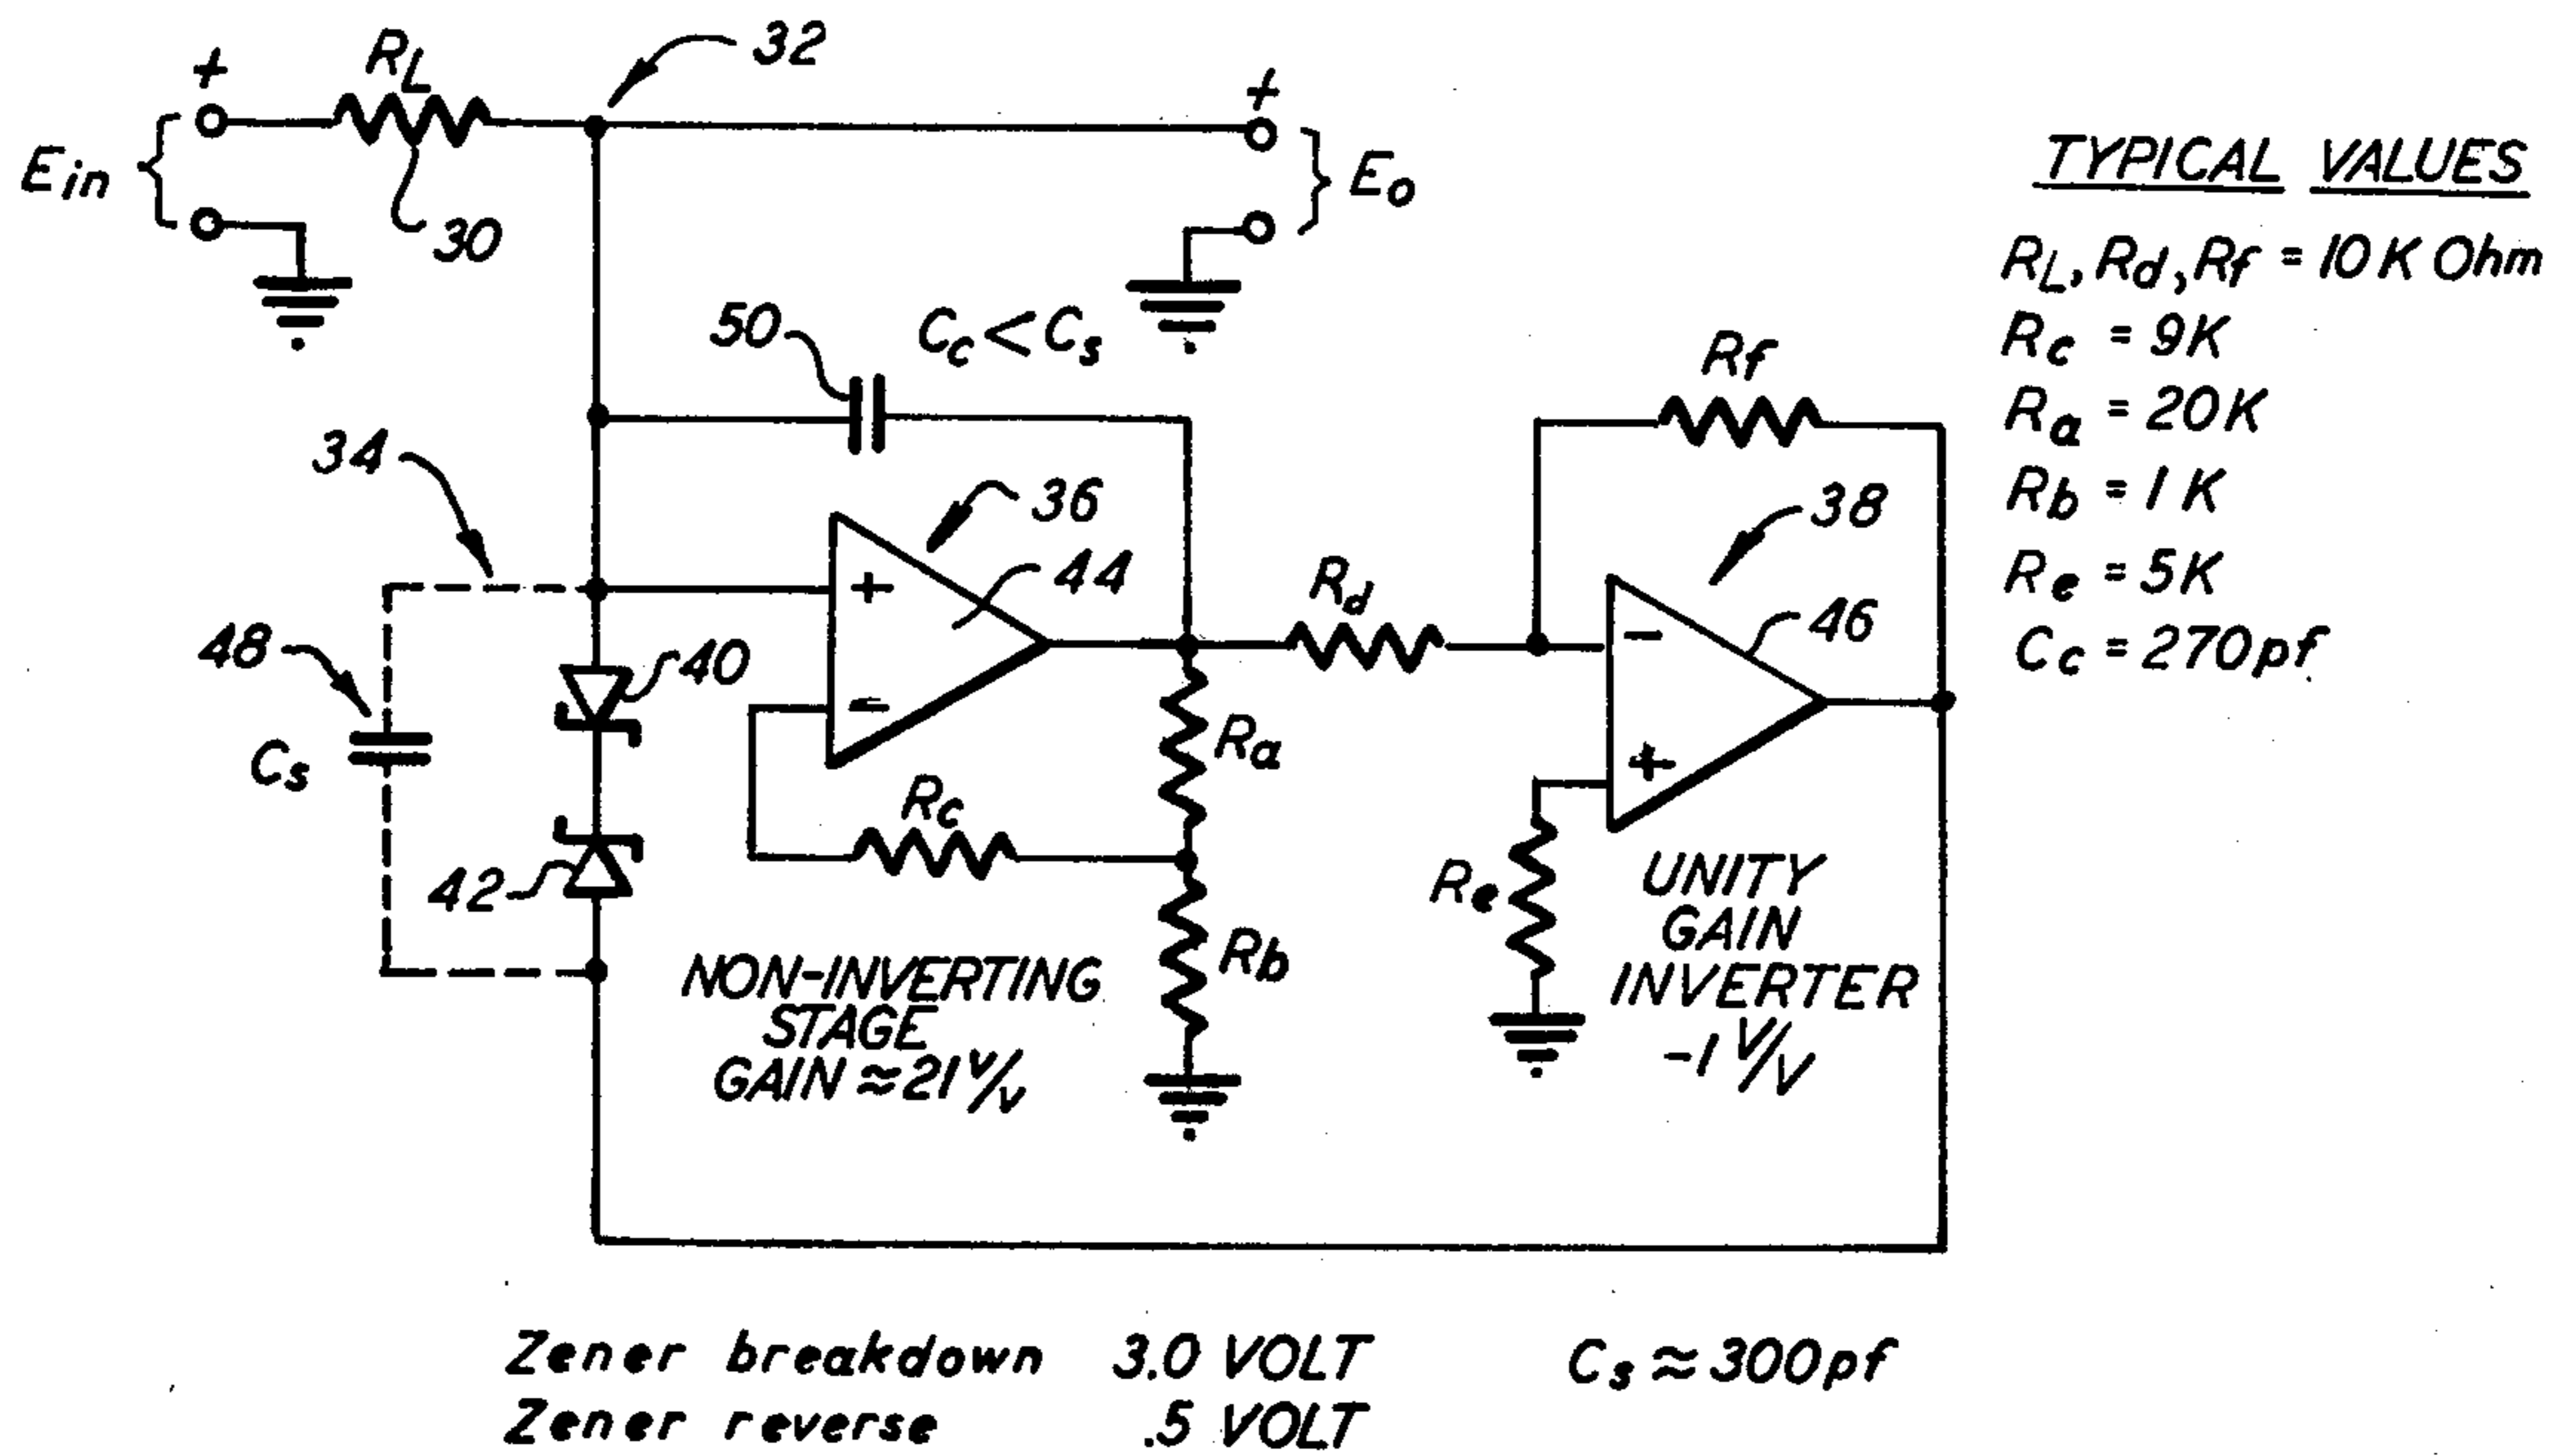 +
RL
32
+
Ein
30
Eo
TYPICAL VALUES
RL, Rd, Rf = 10K Ohm
Rc = 9K
Ra = 20K
Rb = 1K
Re = 5K
Cc = 270pf
50
Cc < Cs
Rf
34
36
38
+
44
Rd
46
48
40
-
-
Cs
Ra
+
Rc
42
Re
Rb
NON-INVERTING
STAGE
GAIN ≈ 21 V/V
UNITY
GAIN
INVERTER
-1 V/V
Zener breakdown 3.0 VOLT
Cs ≈ 300pf
Zener reverse .5 VOLT